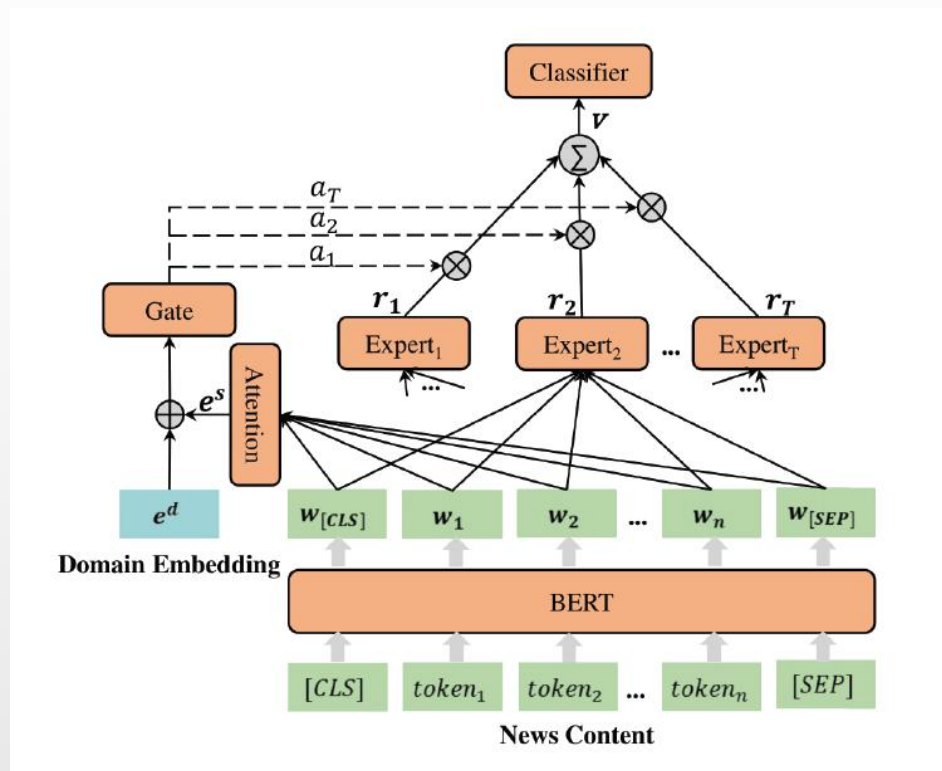 Classifier
v
Σ
a_T
a_2
a_1
r_1 r_2 r_T
Gate
Expert_1 Expert_2 ... Expert_T
... ...
Attention
e^s
e^d
w_[CLS] w_1 w_2 ... w_n w_[SEP]
Domain Embedding
BERT
[CLS] token_1 token_2 ... token_n [SEP]
News Content